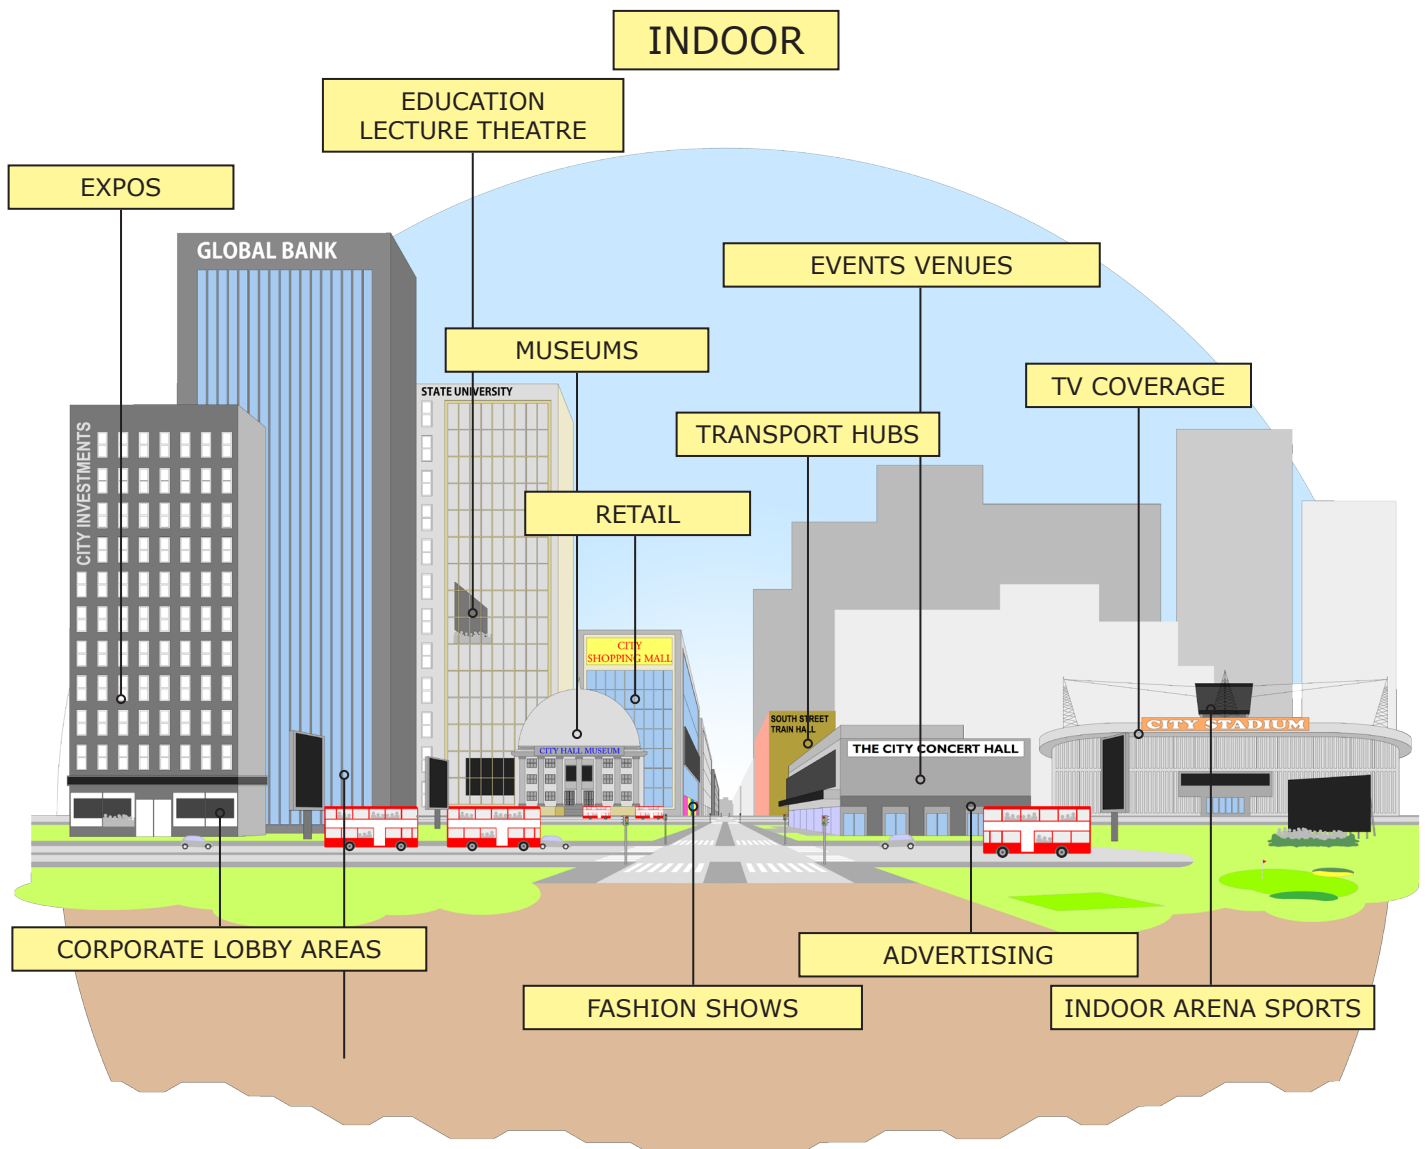 INDOOR
EDUCATION
LECTURE THEATRE
EXPOS
GLOBAL BANK
EVENTS VENUES
MUSEUMS
TV COVERAGE
STATE UNIVERSITY
TRANSPORT HUBS
CITY INVESTMENTS
RETAIL
CITY
SHOPPING MALL
SOUTH STREET
TRAIN HALL
CITY STADIUM
CITY HALL MUSEUM
THE CITY CONCERT HALL
CORPORATE LOBBY AREAS
ADVERTISING
FASHION SHOWS
INDOOR ARENA SPORTS